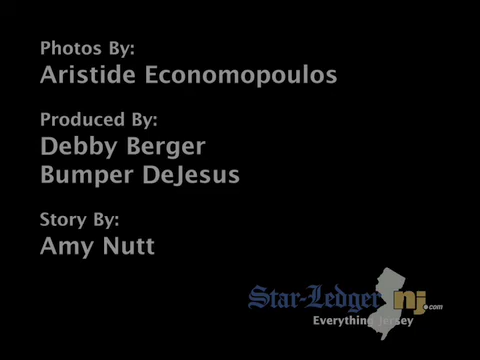 Photos By:
Aristide Economopoulos
Produced By:
Debby Berger
Bumper DeJesus
Story By:
Amy Nutt
Star-Ledger nj.com
Everything Jersey